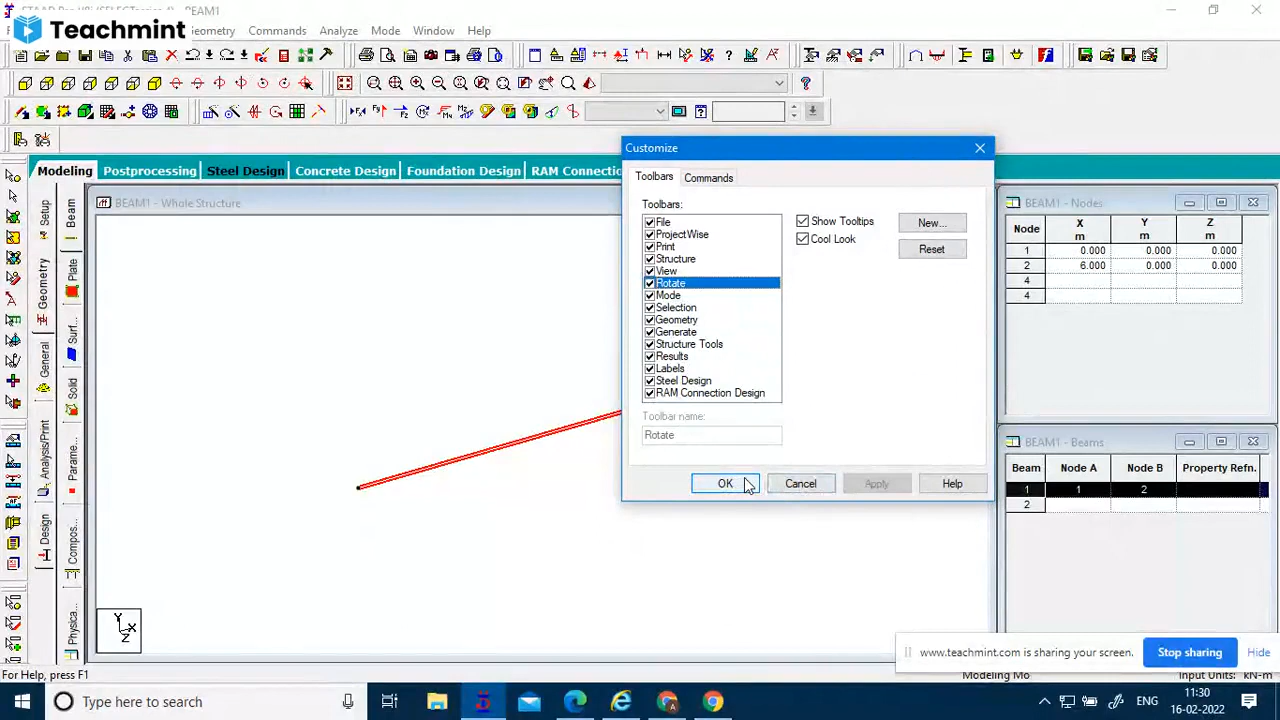 BEAM1
Teachmint
Geometry Commands Analyze Mode Window Help
Modeling Postprocessing Steel Design Concrete Design Foundation Design RAM Connectio
BEAM1 - Whole Structure
Setup
Geometry
General
Analysis/Print
Design
Beam
Plate
Surf...
Solid
Parame...
Compos...
Physica...
Customize
Toolbars Commands
Toolbars:
File
ProjectWise
Print
Structure
View
Rotate
Mode
Selection
Geometry
Generate
Structure Tools
Results
Labels
Steel Design
RAM Connection Design
Show Tooltips
Cool Look
New...
Reset
Toolbar name:
Rotate
OK Cancel Apply Help
BEAM1 - Nodes
Node X m Y m Z m
1 0.000 0.000 0.000
2 6.000 0.000 0.000
4
4
BEAM1 - Beams
Beam Node A Node B Property Refn.
1 1 2
2
Y
X
Z
www.teachmint.com is sharing your screen. Stop sharing Hide
For Help, press F1
Modeling Mo
Input Units: kN-m
Type here to search
ENG
11:30
16-02-2022